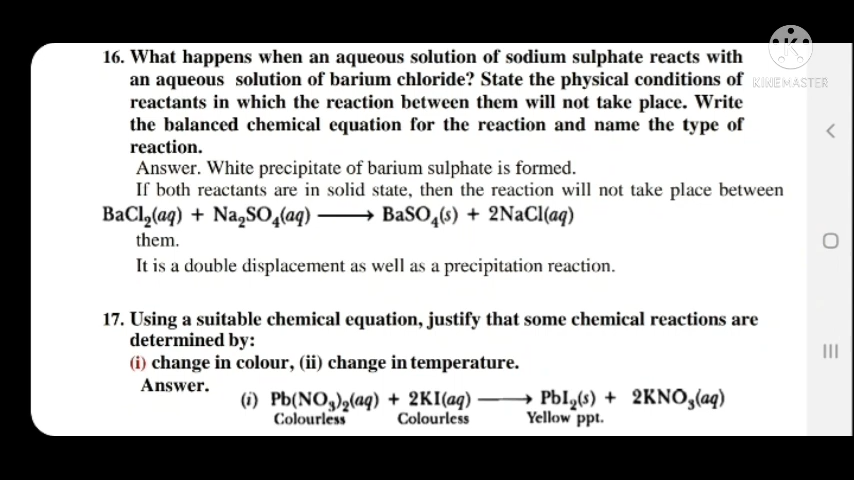 16. What happens when an aqueous solution of sodium sulphate reacts with
an aqueous solution of barium chloride? State the physical conditions of
reactants in which the reaction between them will not take place. Write
the balanced chemical equation for the reaction and name the type of
reaction.
Answer. White precipitate of barium sulphate is formed.
If both reactants are in solid state, then the reaction will not take place between
BaCl₂(aq) + Na₂SO₄(aq) ⟶ BaSO₄(s) + 2NaCl(aq)
them.
It is a double displacement as well as a precipitation reaction.
17. Using a suitable chemical equation, justify that some chemical reactions are
determined by:
(i) change in colour, (ii) change in temperature.
Answer.
(i) Pb(NO₃)₂(aq) + 2KI(aq) ⟶ PbI₂(s) + 2KNO₃(aq)
Colourless Colourless Yellow ppt.
K
KINEMASTER